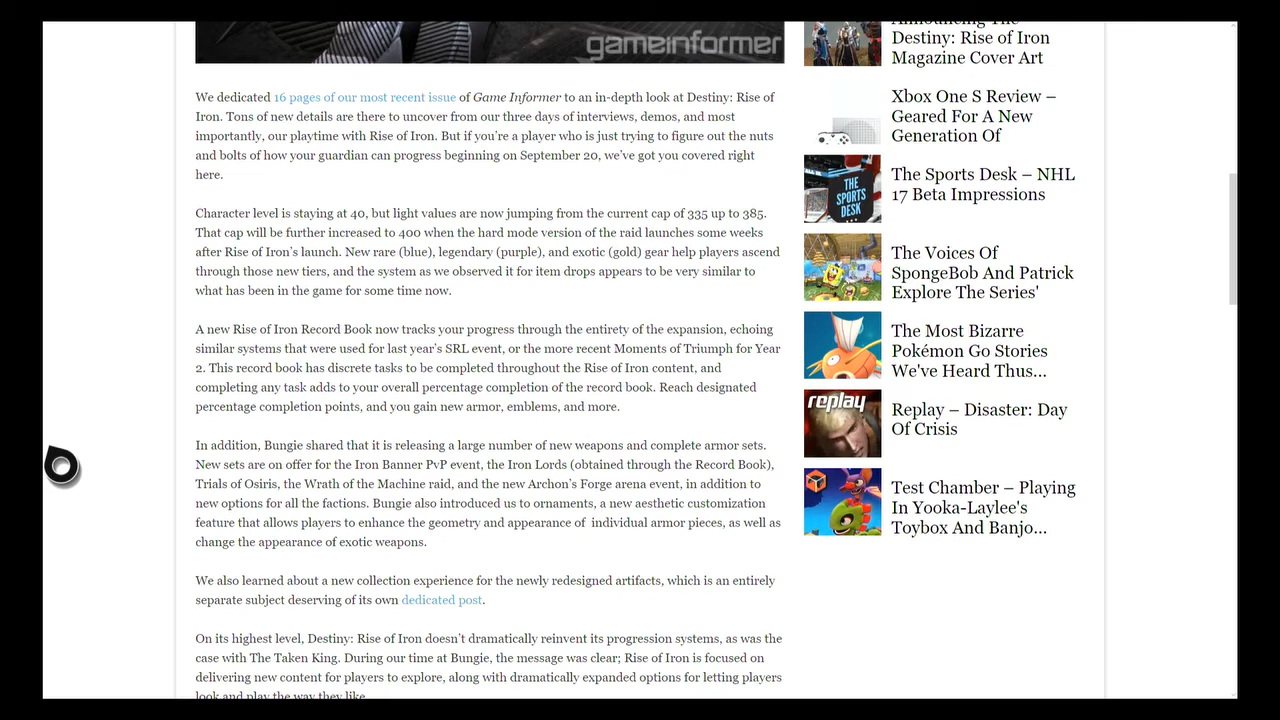 gameinformer
We dedicated 16 pages of our most recent issue of Game Informer to an in-depth look at Destiny: Rise of
Iron. Tons of new details are there to uncover from our three days of interviews, demos, and most
importantly, our playtime with Rise of Iron. But if you're a player who is just trying to figure out the nuts
and bolts of how your guardian can progress beginning on September 20, we've got you covered right
here.
Character level is staying at 40, but light values are now jumping from the current cap of 335 up to 385.
That cap will be further increased to 400 when the hard mode version of the raid launches some weeks
after Rise of Iron's launch. New rare (blue), legendary (purple), and exotic (gold) gear help players ascend
through those new tiers, and the system as we observed it for item drops appears to be very similar to
what has been in the game for some time now.
A new Rise of Iron Record Book now tracks your progress through the entirety of the expansion, echoing
similar systems that were used for last year's SRL event, or the more recent Moments of Triumph for Year
2. This record book has discrete tasks to be completed throughout the Rise of Iron content, and
completing any task adds to your overall percentage completion of the record book. Reach designated
percentage completion points, and you gain new armor, emblems, and more.
In addition, Bungie shared that it is releasing a large number of new weapons and complete armor sets.
New sets are on offer for the Iron Banner PvP event, the Iron Lords (obtained through the Record Book),
Trials of Osiris, the Wrath of the Machine raid, and the new Archon's Forge arena event, in addition to
new options for all the factions. Bungie also introduced us to ornaments, a new aesthetic customization
feature that allows players to enhance the geometry and appearance of individual armor pieces, as well as
change the appearance of exotic weapons.
We also learned about a new collection experience for the newly redesigned artifacts, which is an entirely
separate subject deserving of its own dedicated post.
On its highest level, Destiny: Rise of Iron doesn't dramatically reinvent its progression systems, as was the
case with The Taken King. During our time at Bungie, the message was clear; Rise of Iron is focused on
delivering new content for players to explore, along with dramatically expanded options for letting players
look and play the way they like.
Announcing The
Destiny: Rise of Iron
Magazine Cover Art
Xbox One S Review –
Geared For A New
Generation Of
THE
SPORTS
DESK
The Sports Desk – NHL
17 Beta Impressions
The Voices Of
SpongeBob And Patrick
Explore The Series'
The Most Bizarre
Pokémon Go Stories
We've Heard Thus...
replay
Replay – Disaster: Day
Of Crisis
Test Chamber – Playing
In Yooka-Laylee's
Toybox And Banjo...